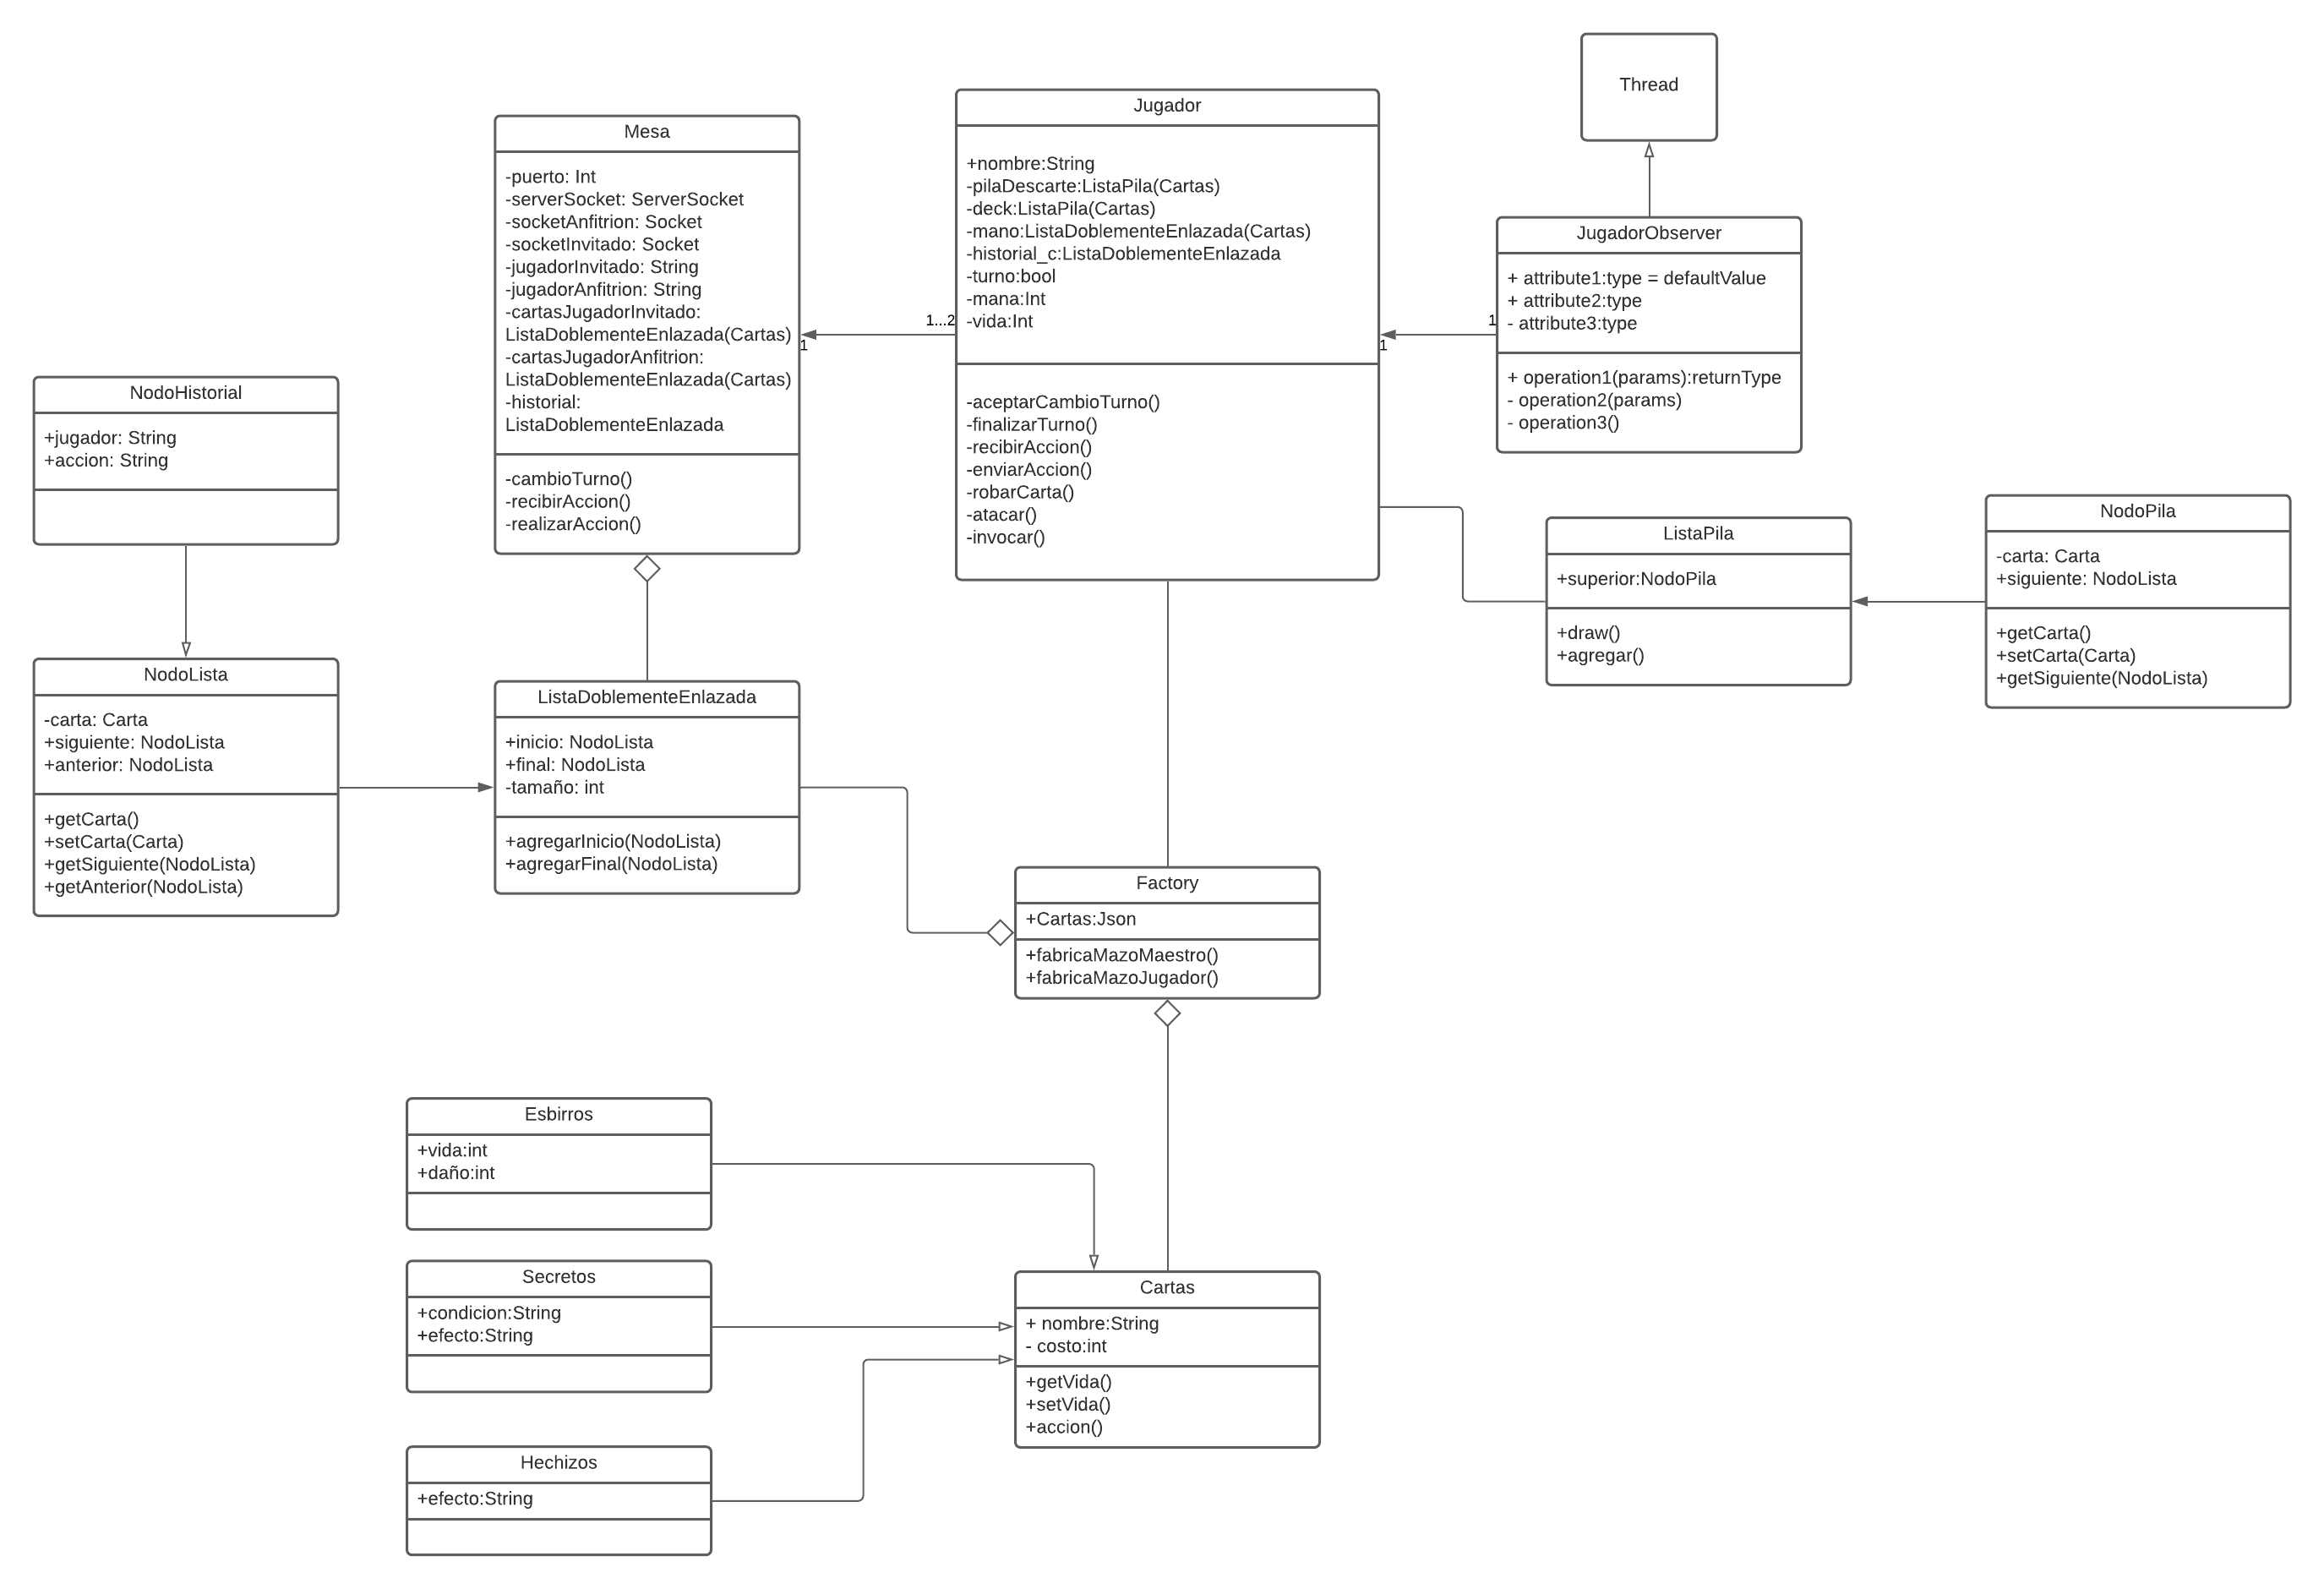 Thread
Jugador
+nombre:String
-pilaDescarte:ListaPila(Cartas)
-deck:ListaPila(Cartas)
-mano:ListaDoblementeEnlazada(Cartas)
-historial_c:ListaDoblementeEnlazada
-turno:bool
-mana:Int
-vida:Int
-aceptarCambioTurno()
-finalizarTurno()
-recibirAccion()
-enviarAccion()
-robarCarta()
-atacar()
-invocar()
Mesa
-puerto: Int
-serverSocket: ServerSocket
-socketAnfitrion: Socket
-socketInvitado: Socket
-jugadorInvitado: String
-jugadorAnfitrion: String
-cartasJugadorInvitado:
ListaDoblementeEnlazada(Cartas)
-cartasJugadorAnfitrion:
ListaDoblementeEnlazada(Cartas)
-historial:
ListaDoblementeEnlazada
-cambioTurno()
-recibirAccion()
-realizarAccion()
1...2
1
JugadorObserver
+ attribute1:type = defaultValue
+ attribute2:type
- attribute3:type
+ operation1(params):returnType
- operation2(params)
- operation3()
1
1
NodoHistorial
+jugador: String
+accion: String
ListaPila
+superior:NodoPila
+draw()
+agregar()
NodoPila
-carta: Carta
+siguiente: NodoLista
+getCarta()
+setCarta(Carta)
+getSiguiente(NodoLista)
NodoLista
-carta: Carta
+siguiente: NodoLista
+anterior: NodoLista
+getCarta()
+setCarta(Carta)
+getSiguiente(NodoLista)
+getAnterior(NodoLista)
ListaDoblementeEnlazada
+inicio: NodoLista
+final: NodoLista
-tamaño: int
+agregarInicio(NodoLista)
+agregarFinal(NodoLista)
Factory
+Cartas:Json
+fabricaMazoMaestro()
+fabricaMazoJugador()
Esbirros
+vida:int
+daño:int
Secretos
+condicion:String
+efecto:String
Cartas
+ nombre:String
- costo:int
+getVida()
+setVida()
+accion()
Hechizos
+efecto:String